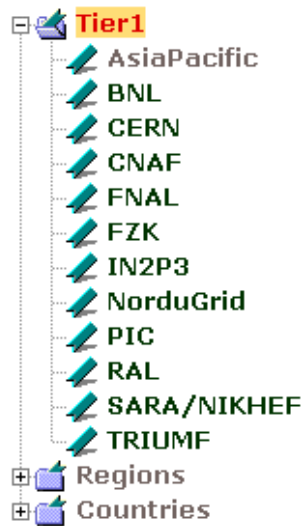 Tier1
AsiaPacific
BNL
CERN
CNAF
FNAL
FZK
IN2P3
NorduGrid
PIC
RAL
SARA/NIKHEF
TRIUMF
Regions
Countries